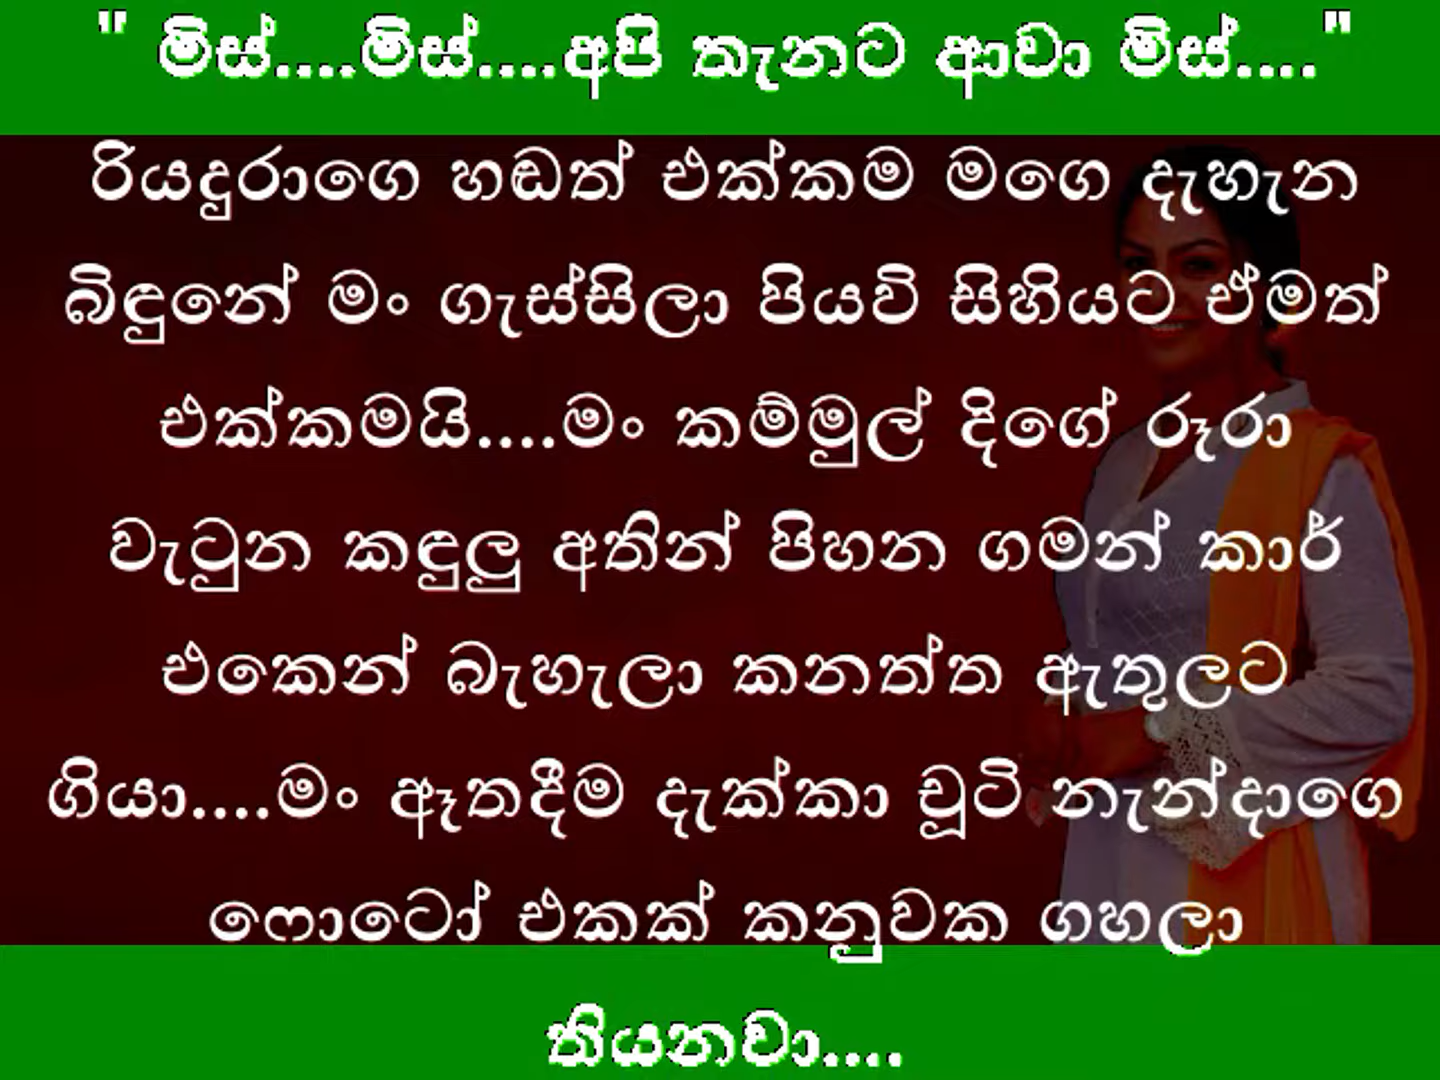 " මිස්....මිස්....අපි කැනට ආවා මිස්...."
රියදුරාගෙ හඬත් එක්කම මගෙ දැහැන
බිඳුනේ මං ගැස්සිලා පියවි සිහියට ඒමත්
එක්කමයි....මං කම්මුල් දිගේ රූරා
වැටුන කඳුලු අතින් පිහන ගමන් කාර්
එකෙන් බැහැලා කනත්ත ඇතුලට
ගියා....මං ඈතදීම දැක්කා චූටි නැන්දාගෙ
ෆොටෝ එකක් කනුවක ගහලා
තියනවා....